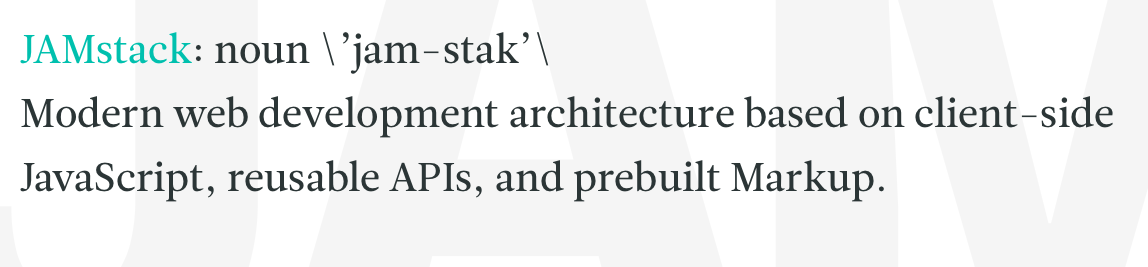 JAMstack: noun \’jam-stak’\
Modern web development architecture based on client-side
JavaScript, reusable APIs, and prebuilt Markup.